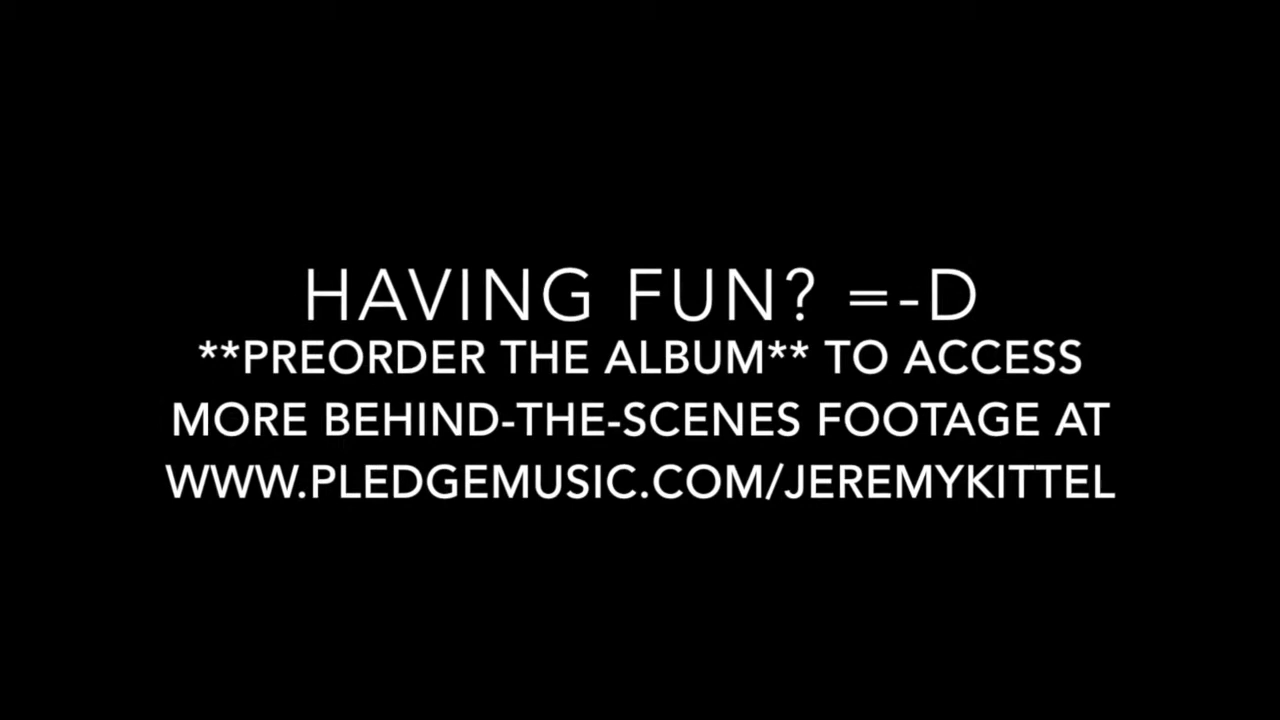 HAVING FUN? =-D
**PREORDER THE ALBUM** TO ACCESS
MORE BEHIND-THE-SCENES FOOTAGE AT
WWW.PLEDGEMUSIC.COM/JEREMYKITTEL